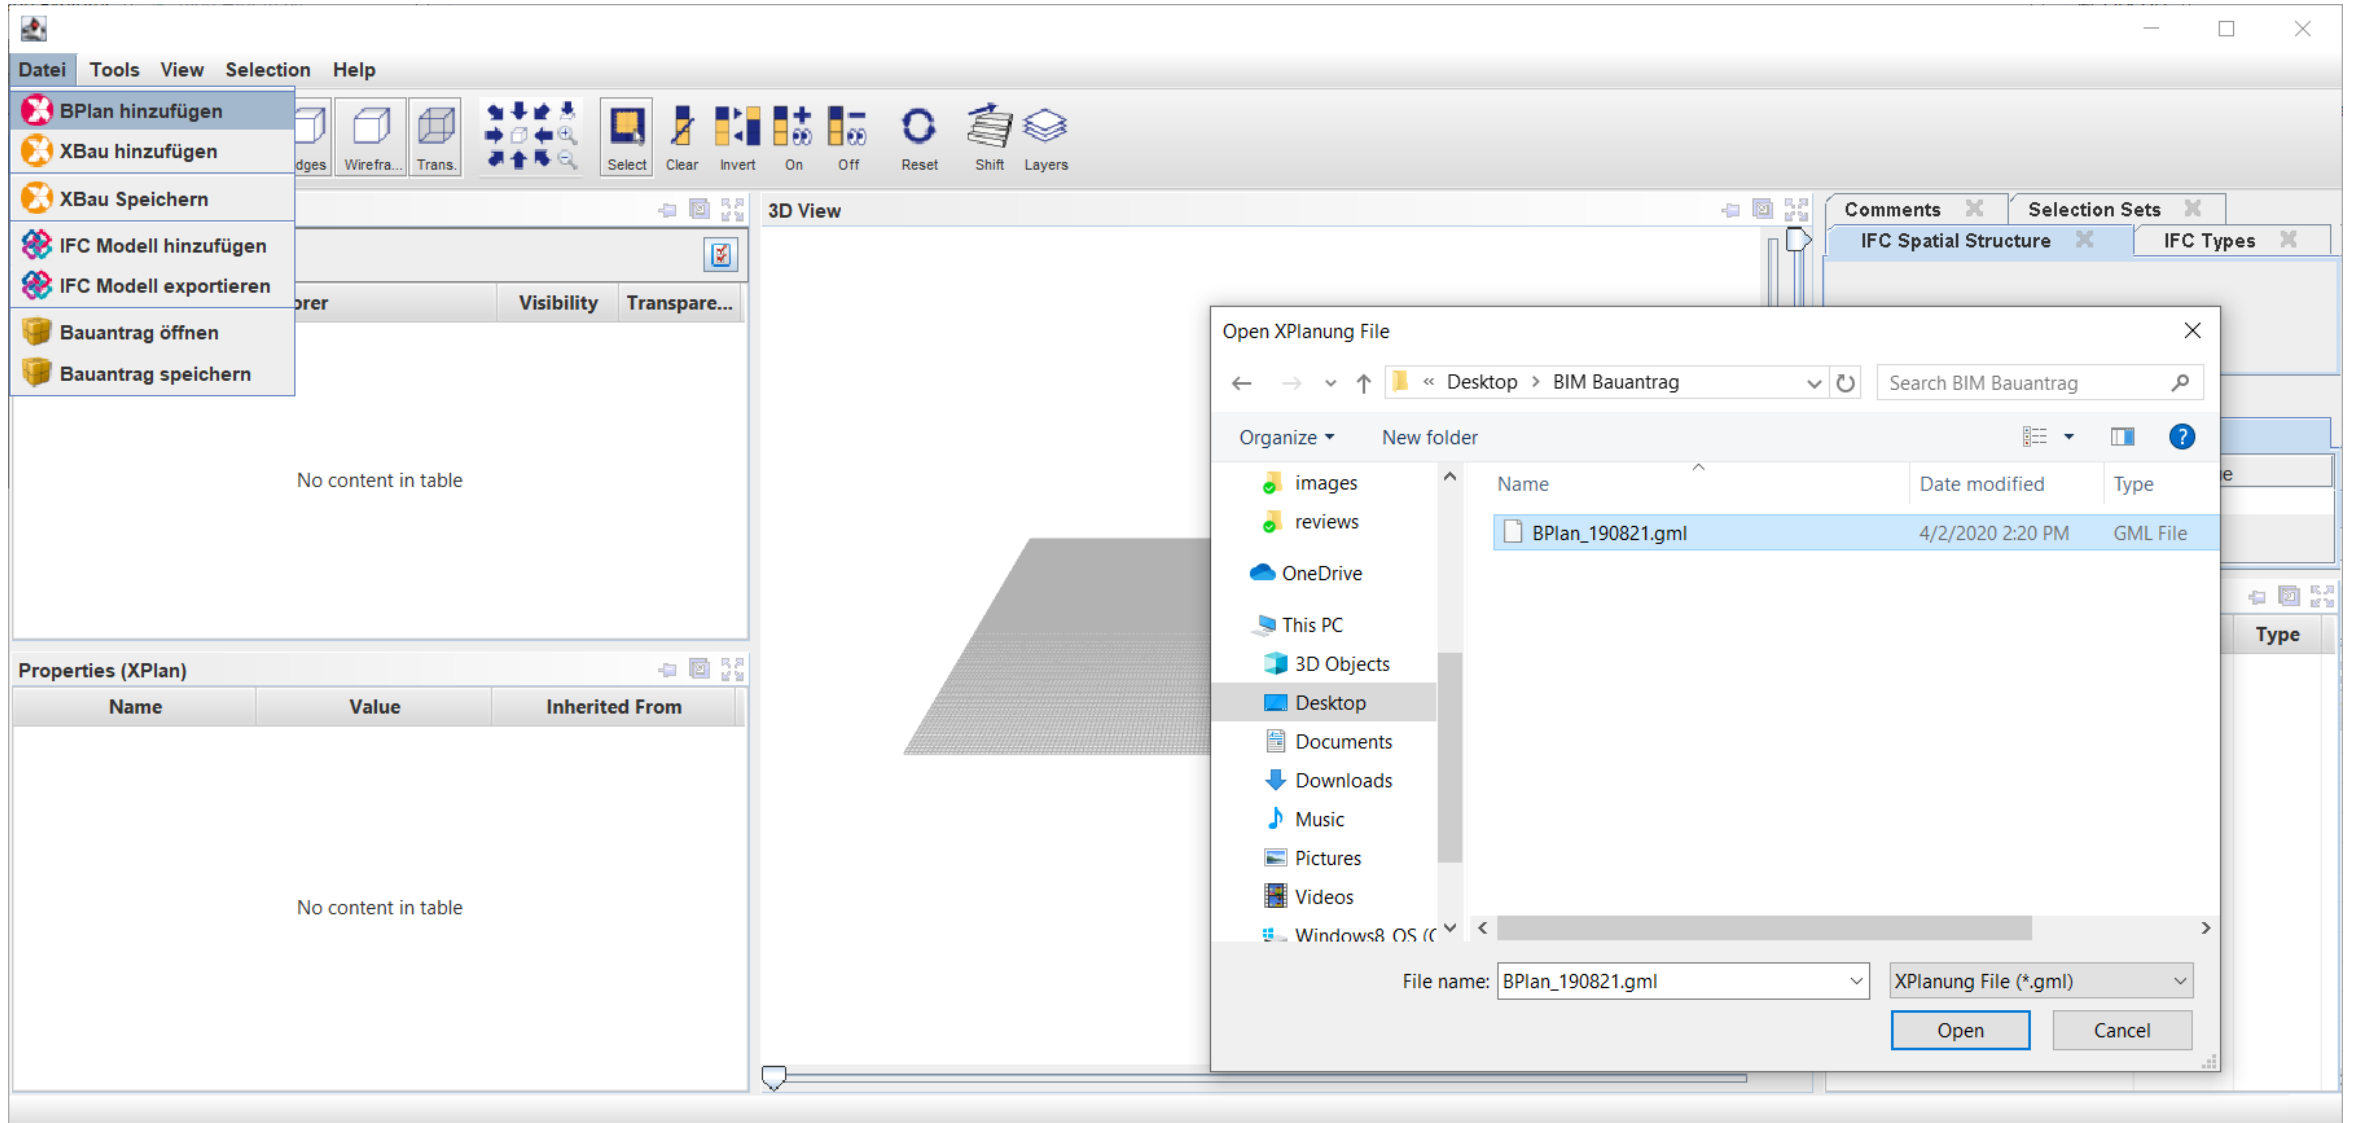 Datei Tools View Selection Help
BPlan hinzufügen
XBau hinzufügen
XBau Speichern
IFC Modell hinzufügen
IFC Modell exportieren
Bauantrag öffnen
Bauantrag speichern
dges Wirefra... Trans. Select Clear Invert On Off Reset Shift Layers
3D View
Comments Selection Sets
IFC Spatial Structure IFC Types
orer Visibility Transpare...
No content in table
Properties (XPlan)
Name Value Inherited From
No content in table
Open XPlanung File
« Desktop > BIM Bauantrag
Search BIM Bauantrag
Organize New folder
images
reviews
OneDrive
This PC
3D Objects
Desktop
Documents
Downloads
Music
Pictures
Videos
Windows8_OS (C
Name Date modified Type
BPlan_190821.gml 4/2/2020 2:20 PM GML File
File name: BPlan_190821.gml
XPlanung File (*.gml)
Open Cancel
e
Type